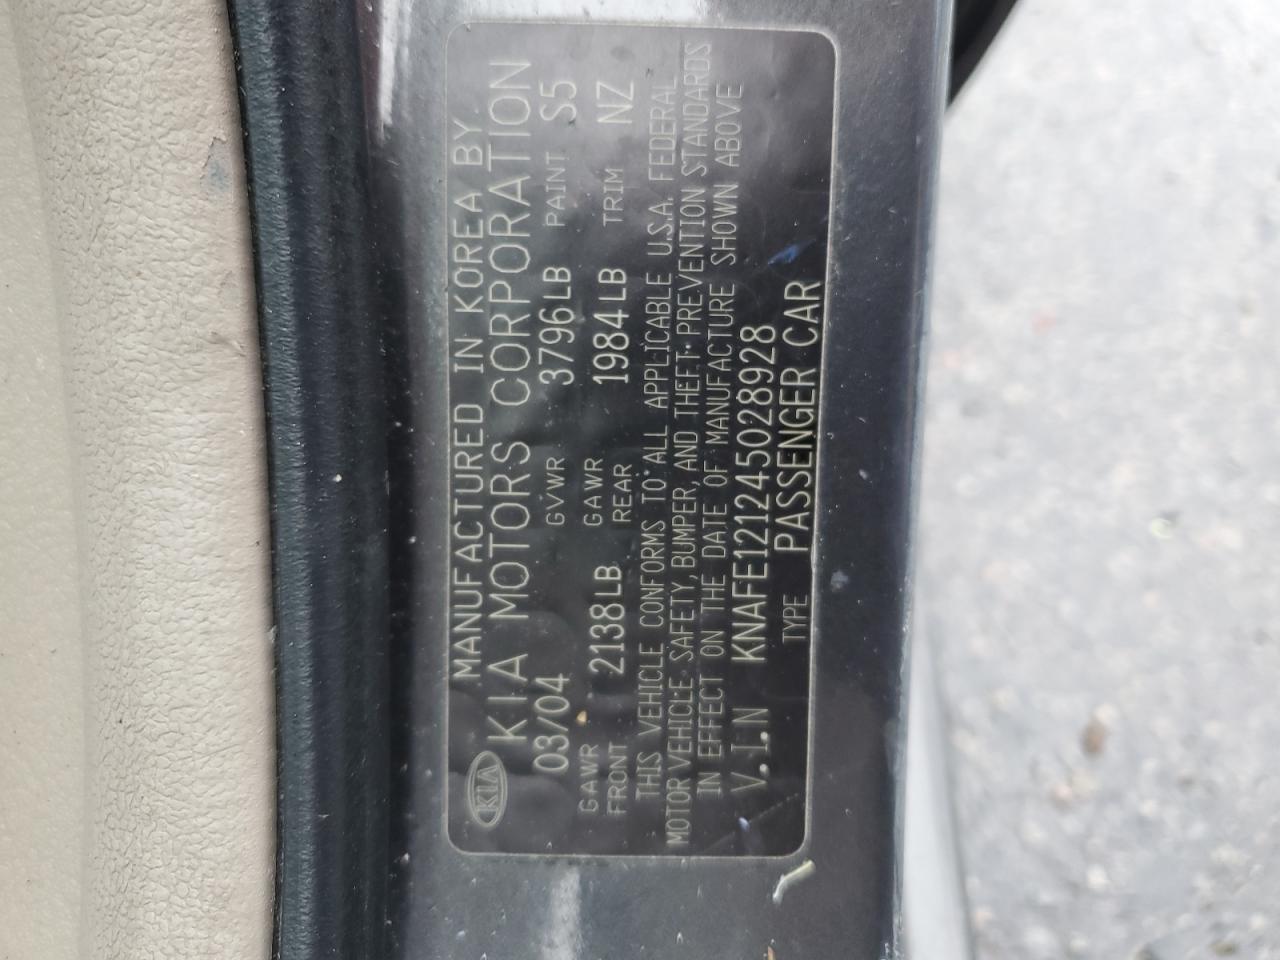 KIA
MANUFACTURED IN KOREA BY
KIA MOTORS CORPORATION
03/04 GVWR 3796LB PAINT S5
GAWR FRONT 2138LB GAWR REAR 1984LB TRIM NZ
THIS VEHICLE CONFORMS TO ALL APPLICABLE U.S.A. FEDERAL
MOTOR VEHICLE SAFETY, BUMPER, AND THEFT PREVENTION STANDARDS
IN EFFECT ON THE DATE OF MANUFACTURE SHOWN ABOVE
V.I.N KNAFE121245028928
TYPE PASSENGER CAR